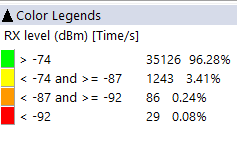 Color Legends
RX level (dBm) [Time/s]
> -74 35126 96.28%
< -74 and >= -87 1243 3.41%
< -87 and >= -92 86 0.24%
< -92 29 0.08%